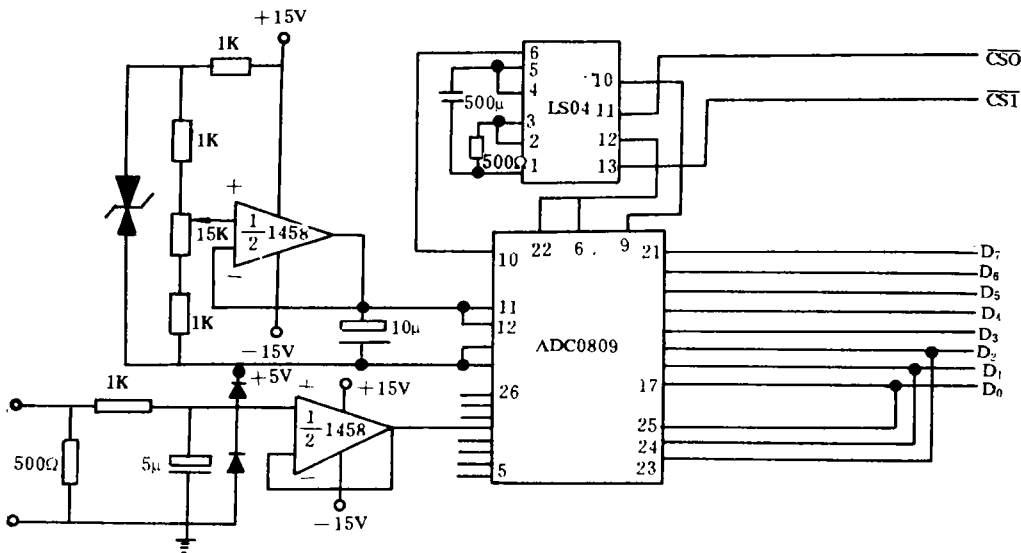 +15V
1K
1K
15K
+
1/2 1458
−
1K
−15V
10μ
6
5
4
3
2
1
500μ
500Ω
LS04
10
11
12
13
CS0
CS1
22
6
9
21
10
11
12
26
5
ADC0809
17
25
24
23
D7
D6
D5
D4
D3
D2
D1
D0
+5V
1K
500Ω
5μ
+
+15V
1/2 1458
−
−15V